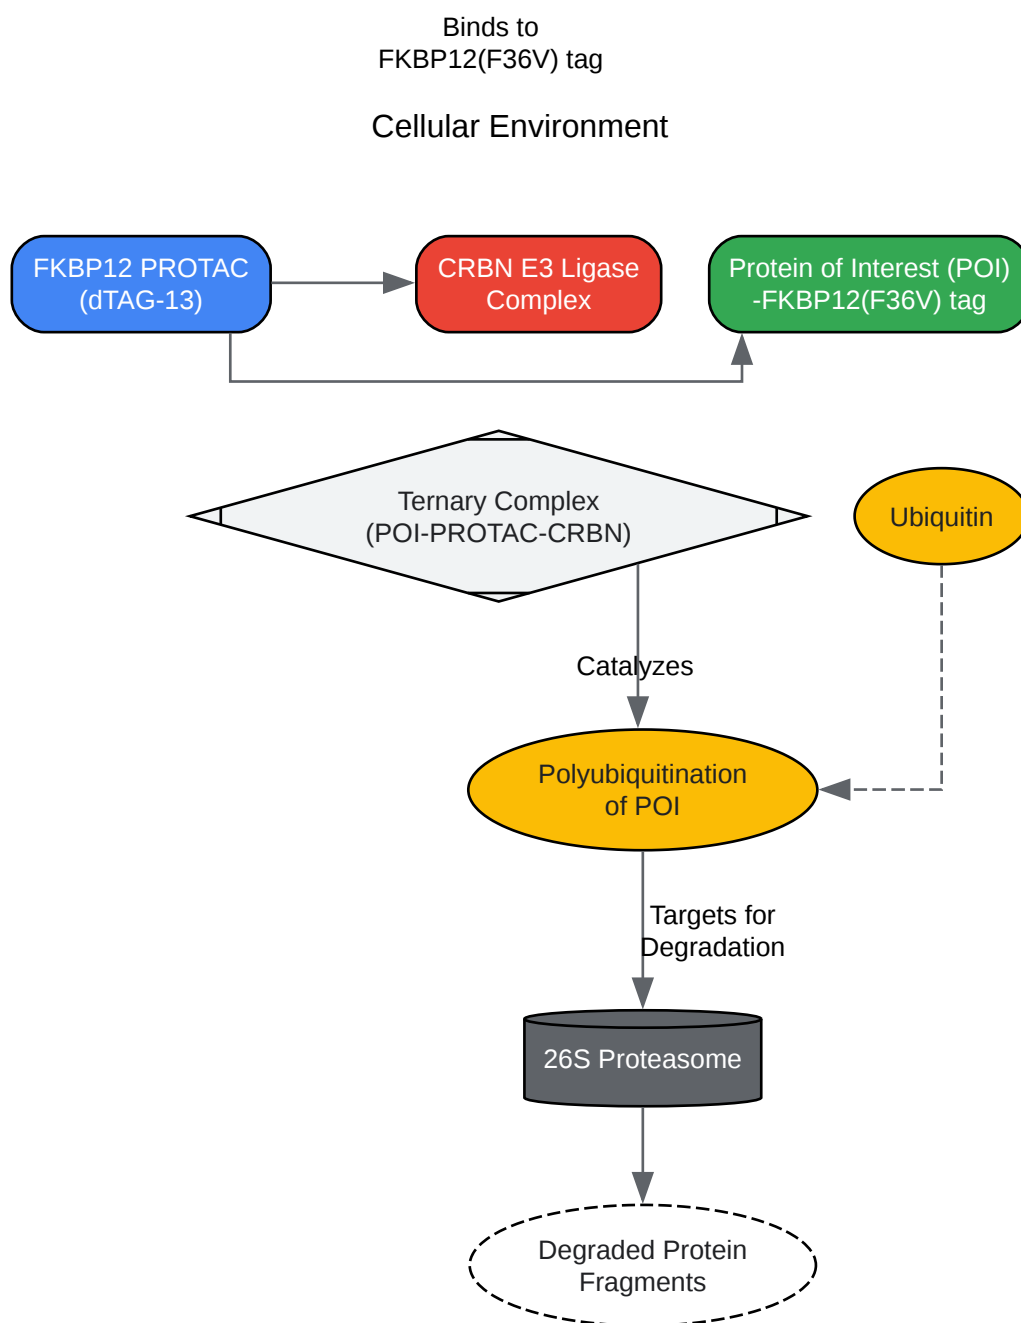 Binds to
FKBP12(F36V) tag
Cellular Environment
FKBP12 PROTAC
(dTAG-13)
CRBN E3 Ligase
Complex
Protein of Interest (POI)
-FKBP12(F36V) tag
Ternary Complex
(POI-PROTAC-CRBN)
Ubiquitin
Catalyzes
Polyubiquitination
of POI
Targets for
Degradation
26S Proteasome
Degraded Protein
Fragments